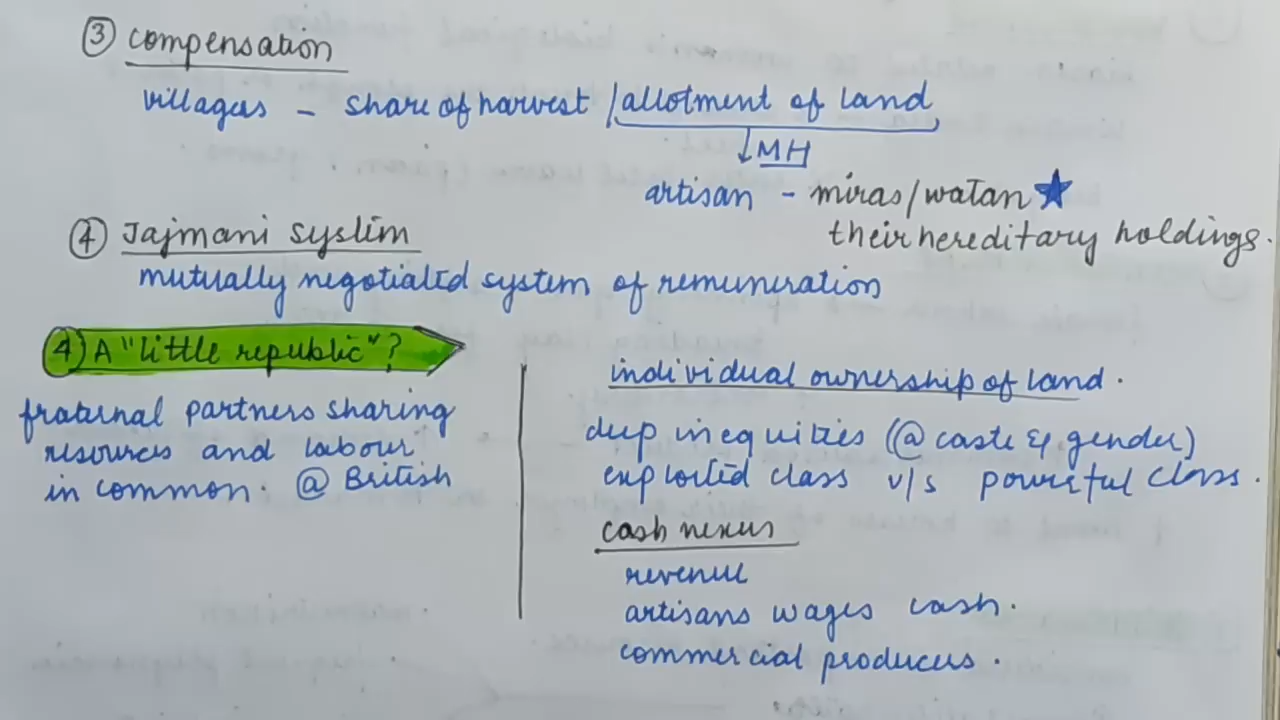 ③ compensation
villages - share of harvest / allotment of land
↓ MH
artisan - miras/watan ★
their hereditary holdings.
④ Jajmani system
mutually negotiated system of remuneration
4) A "little republic"?
fraternal partners sharing
resources and labour
in common. @ British
individual ownership of land.
deep inequities (@ caste & gender)
exploited class v/s powerful class.
cash nexus
revenue
artisans wages cash.
commercial producers.